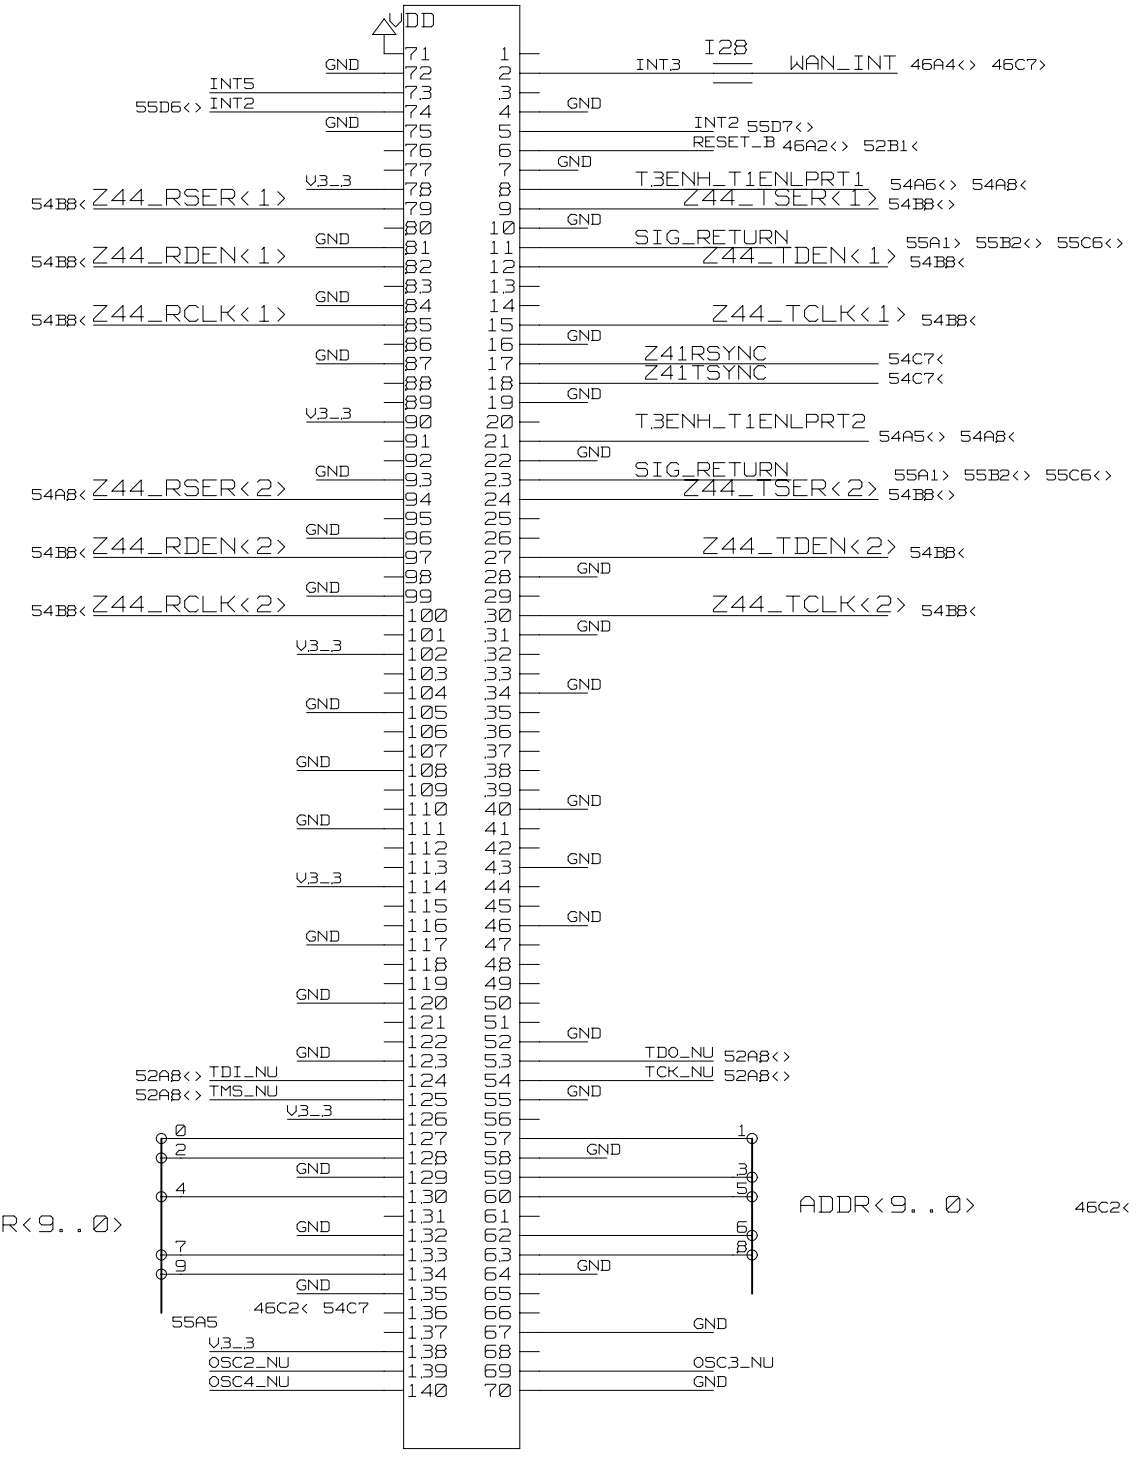 VDD
71 1 I28
GND 72 2 INT3 WAN_INT 46A4<> 46C7>
INT5 73 3
55D6<> INT2 74 4 GND
GND 75 5 INT2 55D7<>
76 6 RESET_B 46A2<> 52B1<
77 7 GND
V3_3 78 8 T3ENH_T1ENLPRT1 54A6<> 54A8<
54B8< Z44_RSER<1> 79 9 Z44_TSER<1> 54B8<>
80 10 GND
GND 81 11 SIG_RETURN 55A1> 55B2<> 55C6<>
54B8< Z44_RDEN<1> 82 12 Z44_TDEN<1> 54B8<
83 13
GND 84 14
54B8< Z44_RCLK<1> 85 15 Z44_TCLK<1> 54B8<
86 16 GND
GND 87 17 Z41RSYNC 54C7<
88 18 Z41TSYNC 54C7<
89 19 GND
V3_3 90 20 T3ENH_T1ENLPRT2
91 21 54A5<> 54A8<
92 22 GND
GND 93 23 SIG_RETURN 55A1> 55B2<> 55C6<>
54A8< Z44_RSER<2> 94 24 Z44_TSER<2> 54B8<>
95 25
GND 96 26
54B8< Z44_RDEN<2> 97 27 Z44_TDEN<2> 54B8<
98 28 GND
GND 99 29
54B8< Z44_RCLK<2> 100 30 Z44_TCLK<2> 54B8<
101 31 GND
V3_3 102 32
103 33
104 34 GND
GND 105 35
106 36
107 37
GND 108 38
109 39
110 40 GND
GND 111 41
112 42
113 43 GND
V3_3 114 44
115 45
116 46 GND
GND 117 47
118 48
119 49
GND 120 50
121 51
122 52 GND
GND 123 53 TDO_NU 52A8<>
52A8<> TDI_NU 124 54 TCK_NU 52A8<>
52A8<> TMS_NU 125 55 GND
V3_3 126 56
0 127 57 1
2 128 58 GND
GND 129 59 3
4 130 60 5
R<9..0> 131 61 ADDR<9..0> 46C2<
GND 132 62 6
7 133 63 8
9 134 64 GND
GND 135 65
55A5 46C2< 54C7 136 66
137 67 GND
V3_3 138 68
OSC2_NU 139 69 OSC3_NU
OSC4_NU 140 70 GND